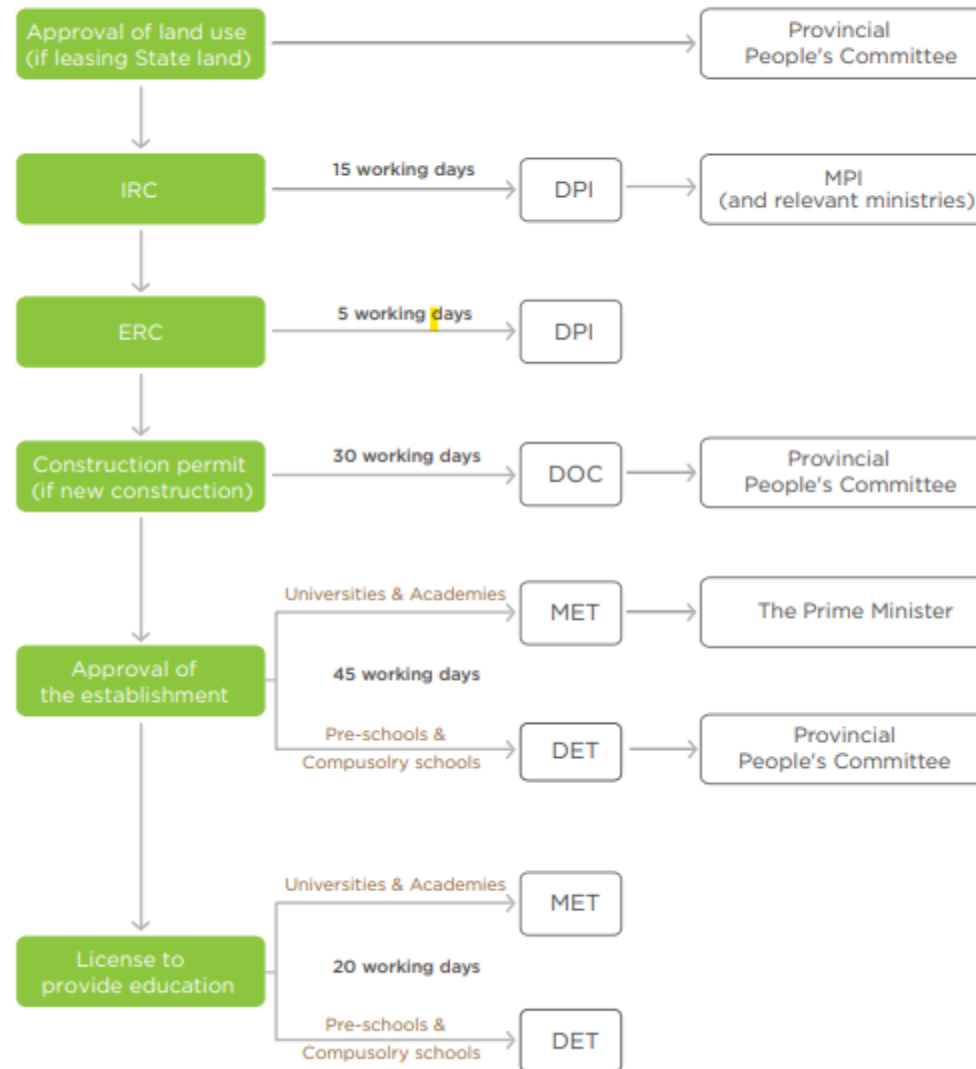 Approval of land use
(if leasing State land)
Provincial
People's Committee
IRC
15 working days
DPI
MPI
(and relevant ministries)
ERC
5 working days
DPI
Construction permit
(if new construction)
30 working days
DOC
Provincial
People's Committee
Approval of
the establishment
Universities & Academies
MET
The Prime Minister
45 working days
Pre-schools &
Compusolry schools
DET
Provincial
People's Committee
License to
provide education
Universities & Academies
MET
20 working days
Pre-schools &
Compusolry schools
DET